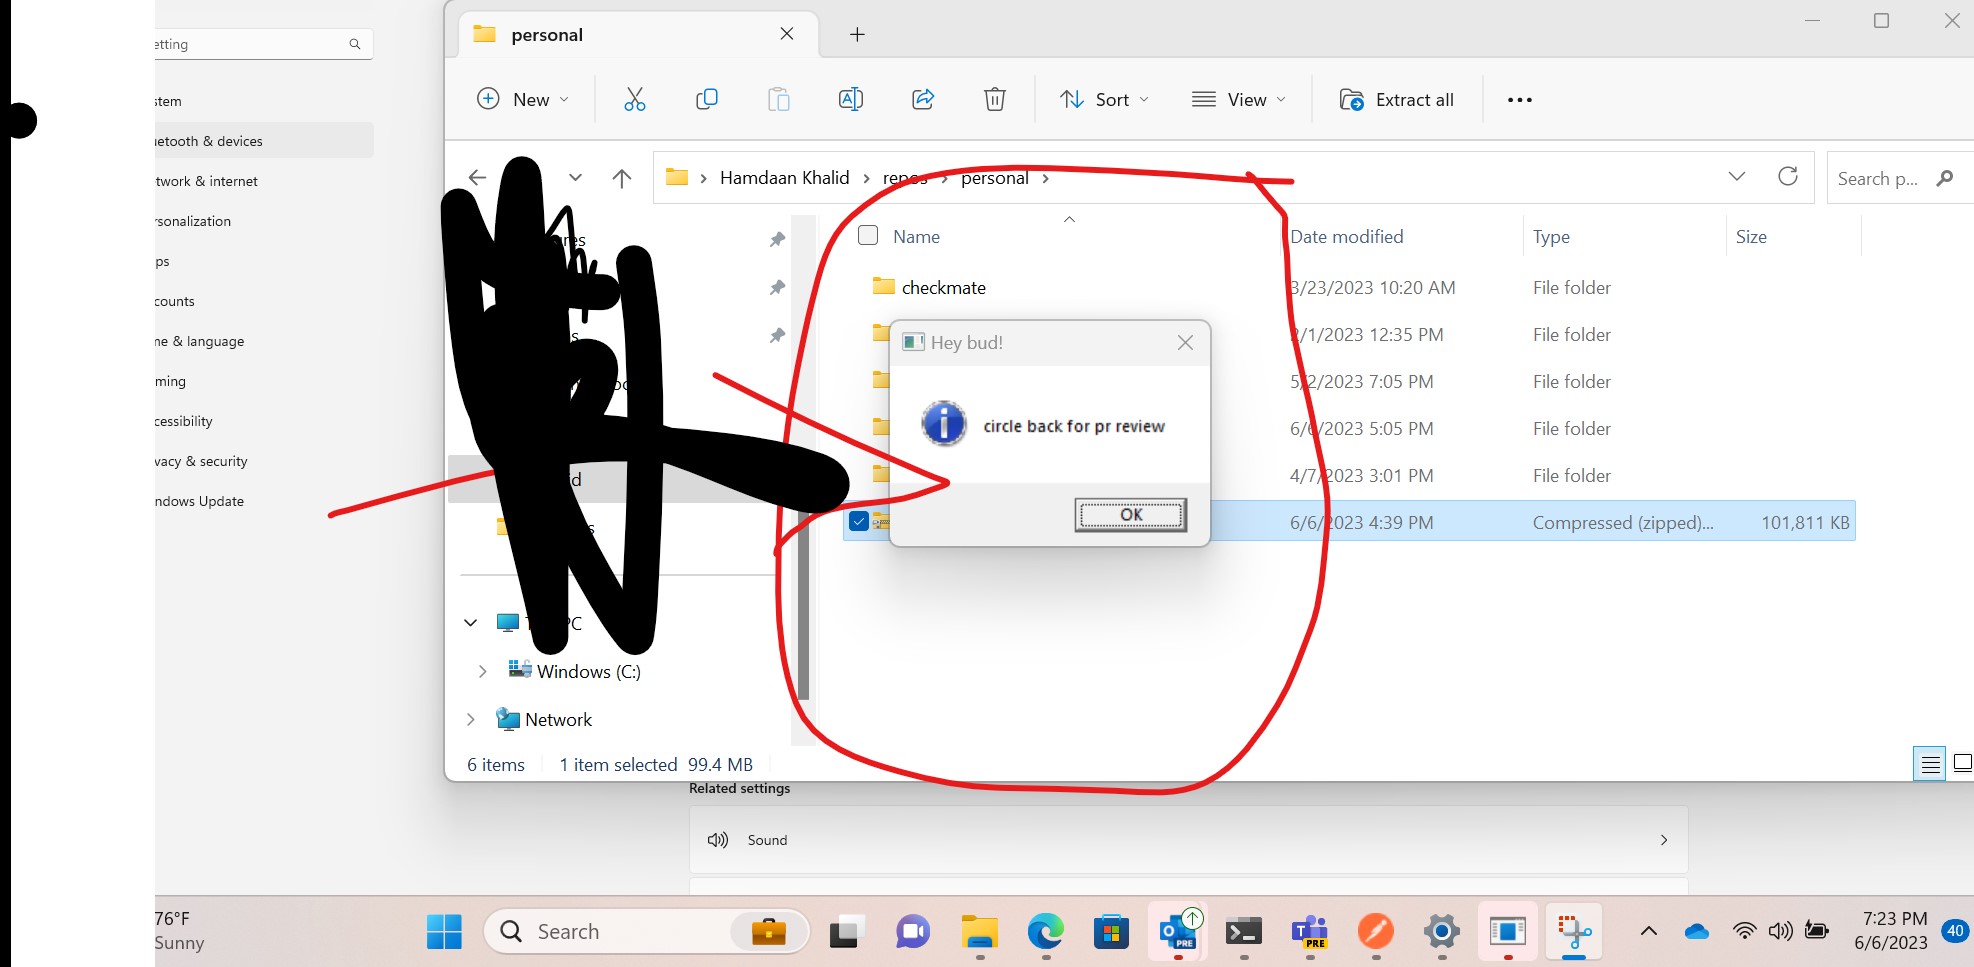 etting
stem
uetooth & devices
twork & internet
rsonalization
ps
counts
me & language
ming
cessibility
vacy & security
ndows Update
personal
New
Sort
View
Extract all
Hamdaan Khalid > repos > personal >
Search p...
Name
Date modified
Type
Size
checkmate
3/23/2023 10:20 AM
File folder
2/1/2023 12:35 PM
File folder
5/2/2023 7:05 PM
File folder
6/6/2023 5:05 PM
File folder
4/7/2023 3:01 PM
File folder
6/6/2023 4:39 PM
Compressed (zipped)...
101,811 KB
Hey bud!
circle back for pr review
OK
Windows (C:)
Network
6 items
1 item selected 99.4 MB
Related settings
Sound
76°F
Sunny
Search
PRE
PRE
7:23 PM
6/6/2023
40